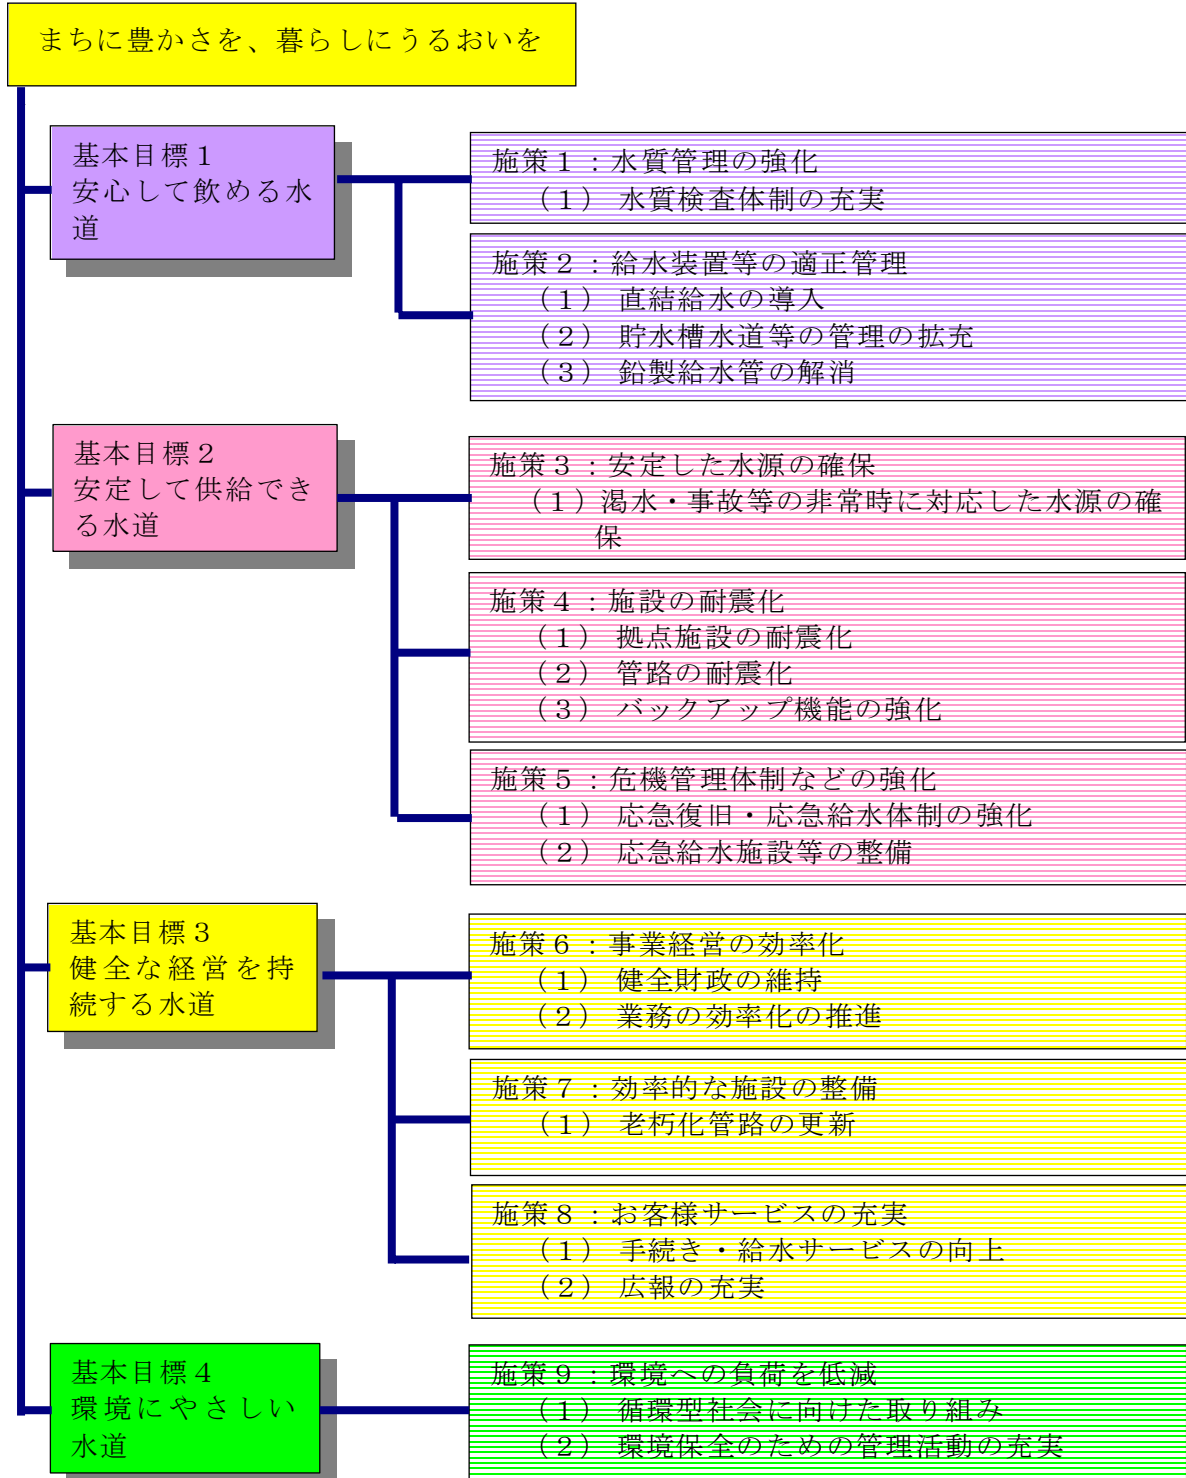 まちに豊かさを、暮らしにうるおいを
基本目標１
安心して飲める水
道
施策１：水質管理の強化
（１） 水質検査体制の充実
施策２：給水装置等の適正管理
（１） 直結給水の導入
（２） 貯水槽水道等の管理の拡充
（３） 鉛製給水管の解消
基本目標２
安定して供給でき
る水道
施策３：安定した水源の確保
（１）渇水・事故等の非常時に対応した水源の確
保
施策４：施設の耐震化
（１） 拠点施設の耐震化
（２） 管路の耐震化
（３） バックアップ機能の強化
施策５：危機管理体制などの強化
（１） 応急復旧・応急給水体制の強化
（２） 応急給水施設等の整備
基本目標３
健全な経営を持
続する水道
施策６：事業経営の効率化
（１） 健全財政の維持
（２） 業務の効率化の推進
施策７：効率的な施設の整備
（１） 老朽化管路の更新
施策８：お客様サービスの充実
（１） 手続き・給水サービスの向上
（２） 広報の充実
基本目標４
環境にやさしい
水道
施策９：環境への負荷を低減
（１） 循環型社会に向けた取り組み
（２） 環境保全のための管理活動の充実